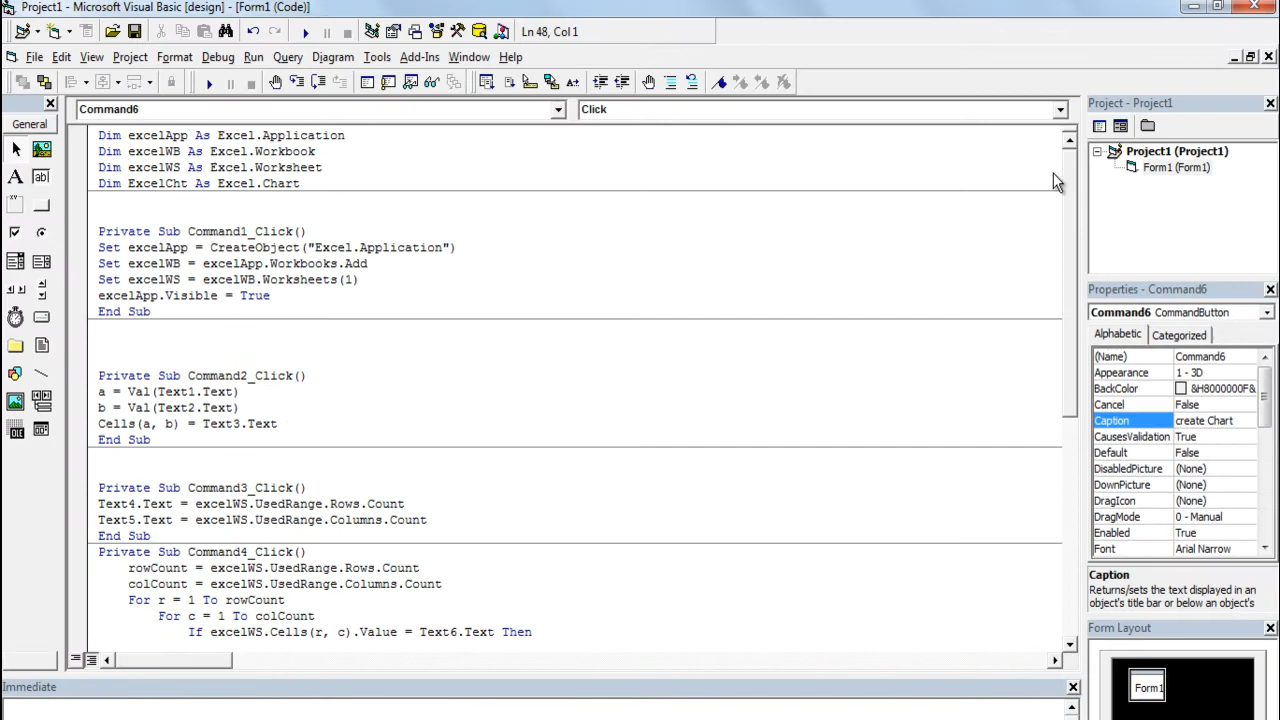 Project1 - Microsoft Visual Basic [design] - [Form1 (Code)]
Ln 48, Col 1
File Edit View Project Format Debug Run Query Diagram Tools Add-Ins Window Help
General
Command6
Click
Dim excelApp As Excel.Application
Dim excelWB As Excel.Workbook
Dim excelWS As Excel.Worksheet
Dim ExcelCht As Excel.Chart
Private Sub Command1_Click()
Set excelApp = CreateObject("Excel.Application")
Set excelWB = excelApp.Workbooks.Add
Set excelWS = excelWB.Worksheets(1)
excelApp.Visible = True
End Sub
Private Sub Command2_Click()
a = Val(Text1.Text)
b = Val(Text2.Text)
Cells(a, b) = Text3.Text
End Sub
Private Sub Command3_Click()
Text4.Text = excelWS.UsedRange.Rows.Count
Text5.Text = excelWS.UsedRange.Columns.Count
End Sub
Private Sub Command4_Click()
rowCount = excelWS.UsedRange.Rows.Count
colCount = excelWS.UsedRange.Columns.Count
For r = 1 To rowCount
For c = 1 To colCount
If excelWS.Cells(r, c).Value = Text6.Text Then
Immediate
Project - Project1
Project1 (Project1)
Form1 (Form1)
Properties - Command6
Command6 CommandButton
Alphabetic Categorized
(Name) Command6
Appearance 1 - 3D
BackColor &H8000000F&
Cancel False
Caption create Chart
CausesValidation True
Default False
DisabledPicture (None)
DownPicture (None)
DragIcon (None)
DragMode 0 - Manual
Enabled True
Font Arial Narrow
Caption
Returns/sets the text displayed in an
object's title bar or below an object's
Form Layout
Form1